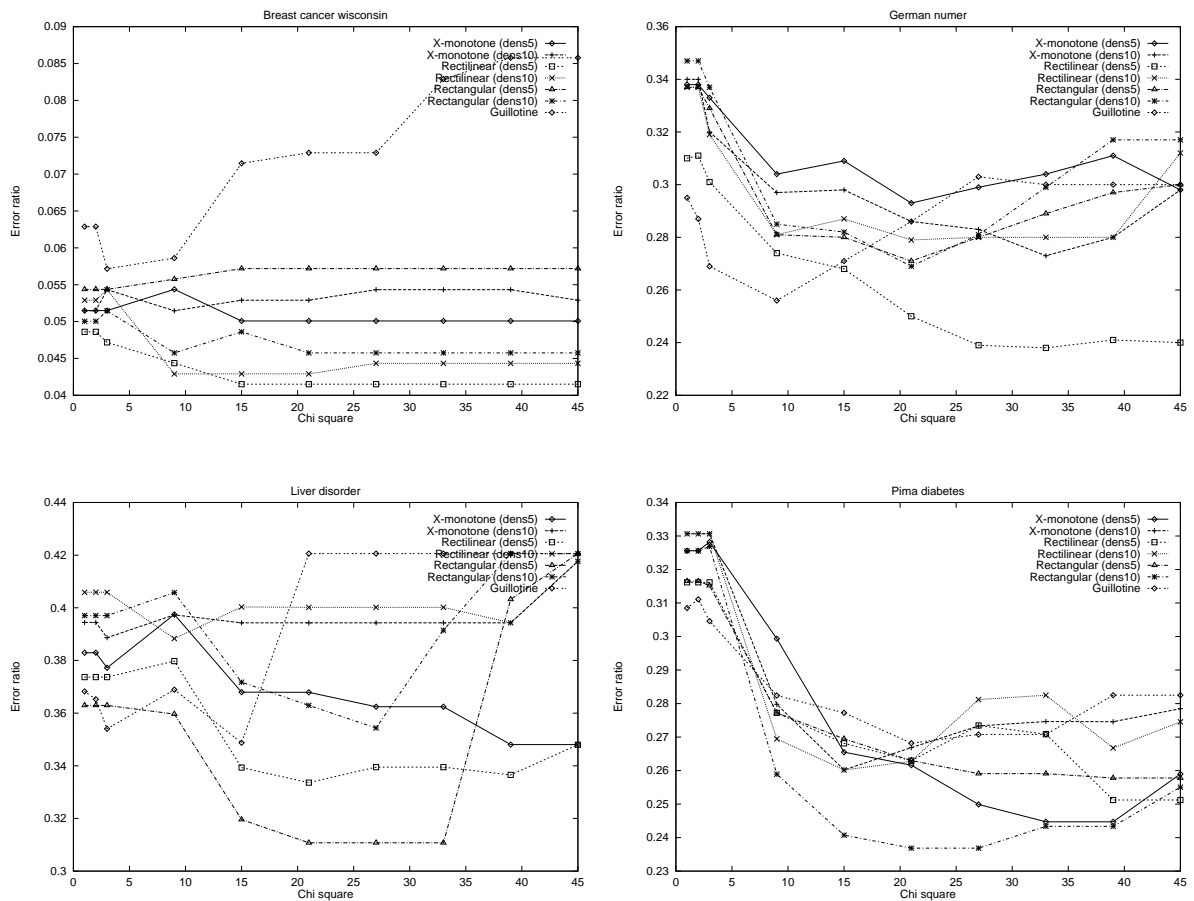 Breast cancer wisconsin
0.09
0.085
0.08
0.075
0.07
0.065
0.06
0.055
0.05
0.045
0.04
Error ratio
X-monotone (dens5)
X-monotone (dens10)
Rectilinear (dens5)
Rectilinear (dens10)
Rectangular (dens5)
Rectangular (dens10)
Guillotine
0 5 10 15 20 25 30 35 40 45
Chi square
German numer
0.36
0.34
0.32
0.3
0.28
0.26
0.24
0.22
Error ratio
X-monotone (dens5)
X-monotone (dens10)
Rectilinear (dens5)
Rectilinear (dens10)
Rectangular (dens5)
Rectangular (dens10)
Guillotine
0 5 10 15 20 25 30 35 40 45
Chi square
Liver disorder
0.44
0.42
0.4
0.38
0.36
0.34
0.32
0.3
Error ratio
X-monotone (dens5)
X-monotone (dens10)
Rectilinear (dens5)
Rectilinear (dens10)
Rectangular (dens5)
Rectangular (dens10)
Guillotine
0 5 10 15 20 25 30 35 40 45
Chi square
Pima diabetes
0.34
0.33
0.32
0.31
0.3
0.29
0.28
0.27
0.26
0.25
0.24
0.23
Error ratio
X-monotone (dens5)
X-monotone (dens10)
Rectilinear (dens5)
Rectilinear (dens10)
Rectangular (dens5)
Rectangular (dens10)
Guillotine
0 5 10 15 20 25 30 35 40 45
Chi square